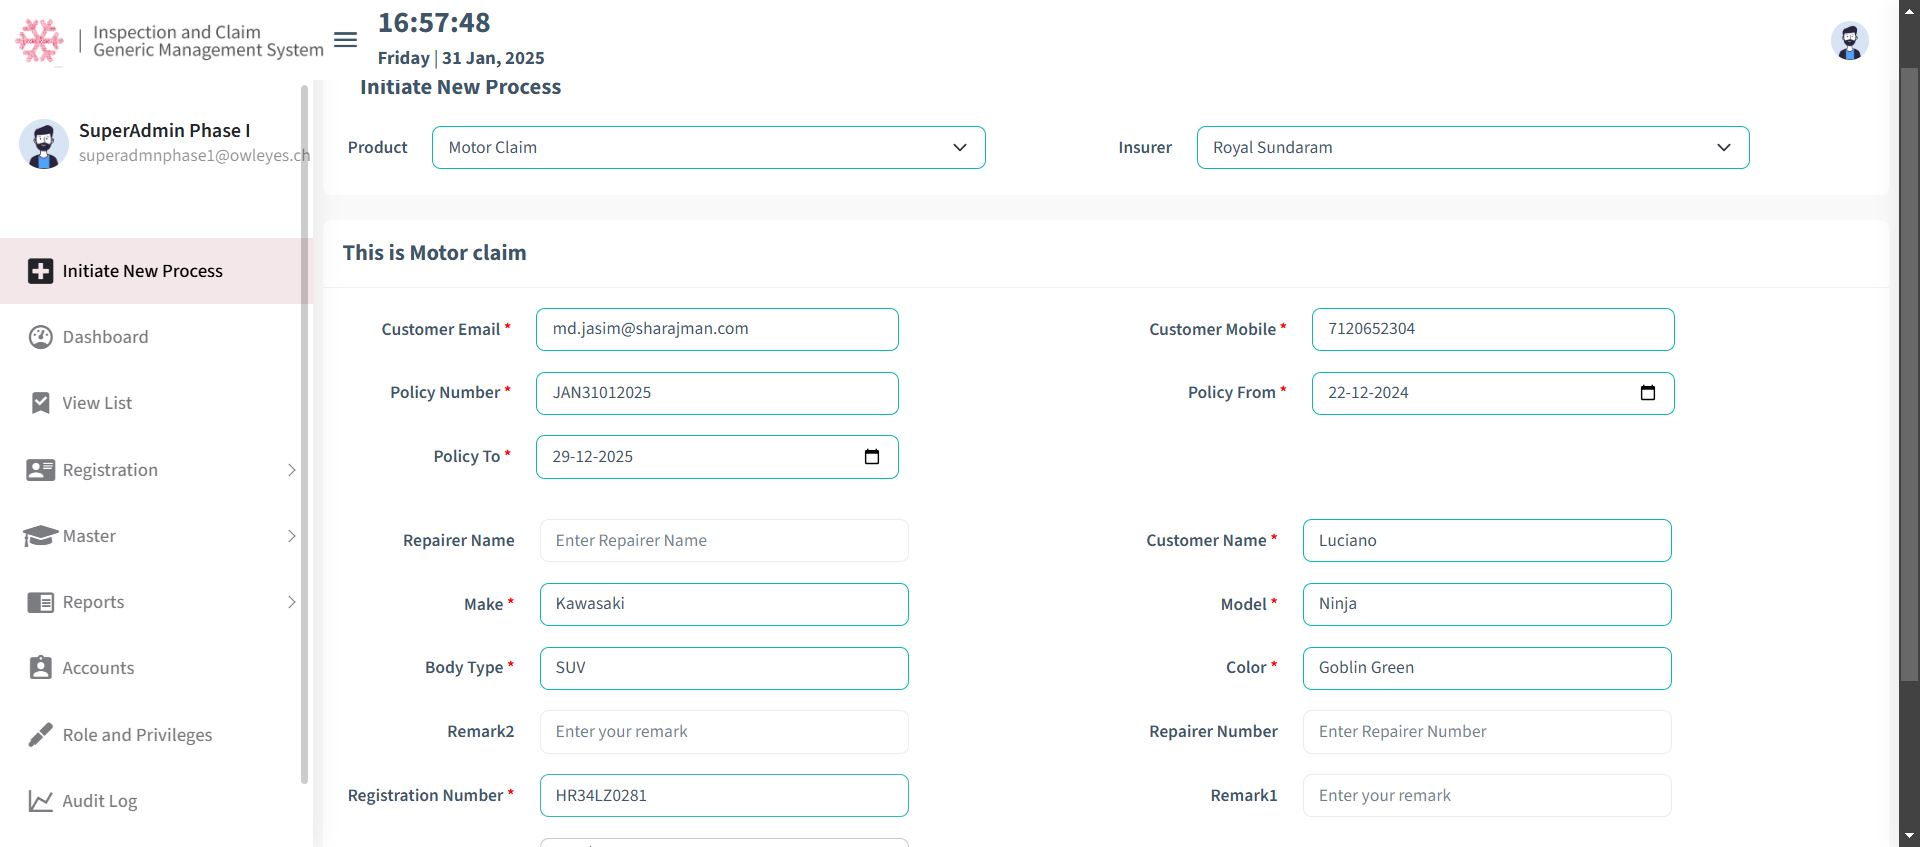 Inspection and Claim
Generic Management System
16:57:48
Friday | 31 Jan, 2025
SuperAdmin Phase I
superadmnphase1@owleyes.ch
Initiate New Process
Dashboard
View List
Registration
Master
Reports
Accounts
Role and Privileges
Audit Log
Initiate New Process
Product Motor Claim Insurer Royal Sundaram
This is Motor claim
Customer Email * md.jasim@sharajman.com Customer Mobile * 7120652304
Policy Number * JAN31012025 Policy From * 22-12-2024
Policy To * 29-12-2025
Repairer Name Enter Repairer Name Customer Name * Luciano
Make * Kawasaki Model * Ninja
Body Type * SUV Color * Goblin Green
Remark2 Enter your remark Repairer Number Enter Repairer Number
Registration Number * HR34LZ0281 Remark1 Enter your remark